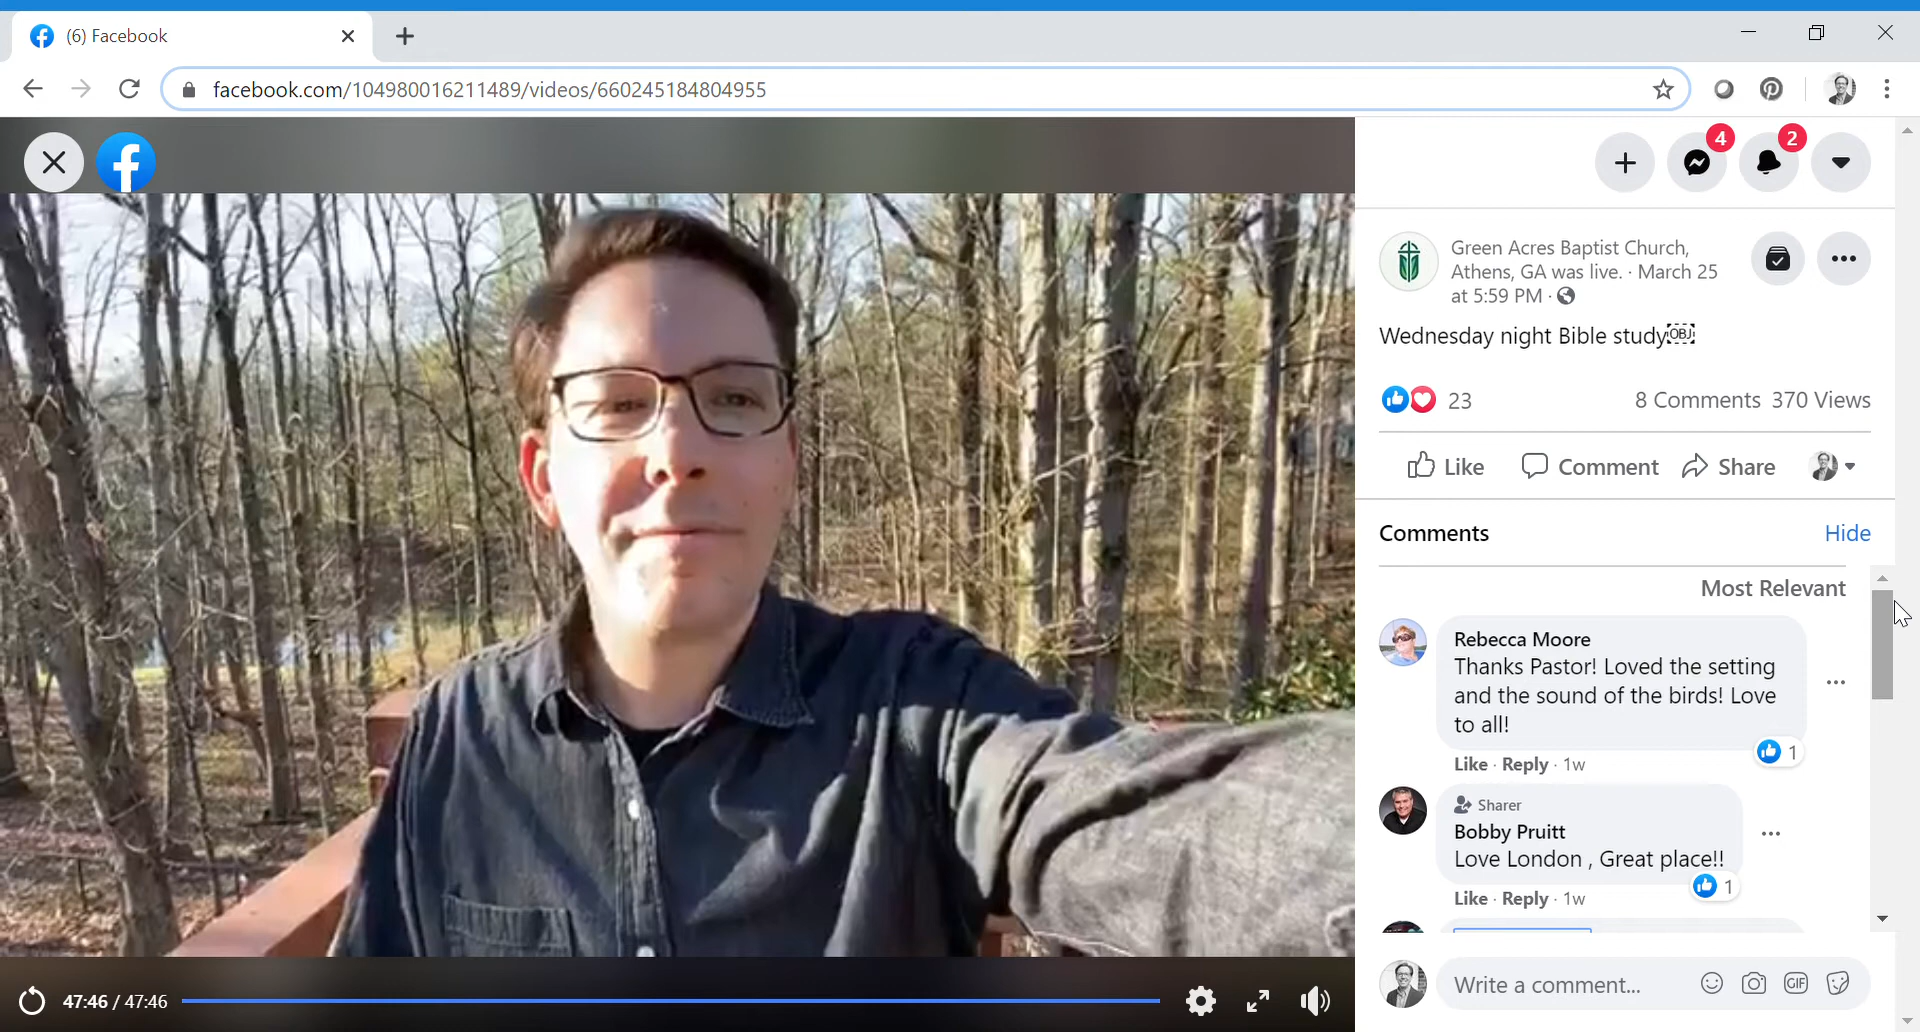 (6) Facebook
facebook.com/104980016211489/videos/660245184804955
4
2
Green Acres Baptist Church,
Athens, GA was live. · March 25
at 5:59 PM ·
Wednesday night Bible study￼
23
8 Comments 370 Views
Like
Comment
Share
Comments
Hide
Most Relevant
Rebecca Moore
Thanks Pastor! Loved the setting
and the sound of the birds! Love
to all!
1
Like · Reply · 1w
Sharer
Bobby Pruitt
Love London , Great place!!
1
Like · Reply · 1w
Write a comment...
GIF
47:46 / 47:46